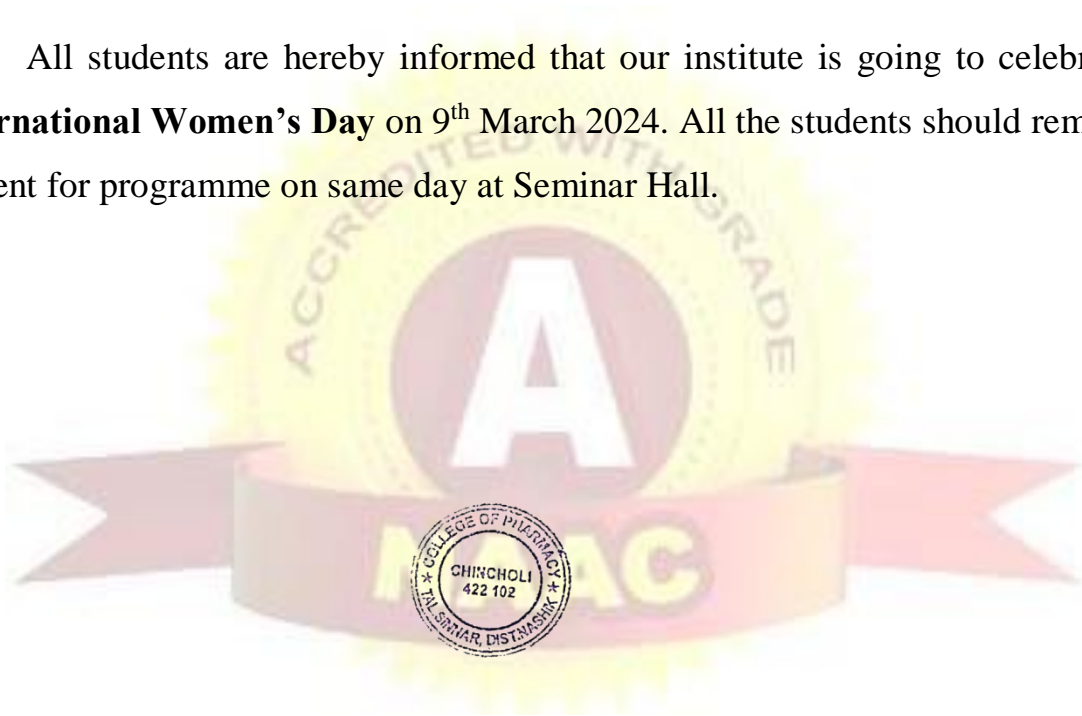 All students are hereby informed that our institute is going to celebr
rnational Women's Day on 9th March 2024. All the students should rem
ent for programme on same day at Seminar Hall.
ACCREDITED WITH GRADE
A
NAAC
COLLEGE OF PHARMACY
CHINCHOLI
422 102
TAL.SINNAR, DIST.NASHIK